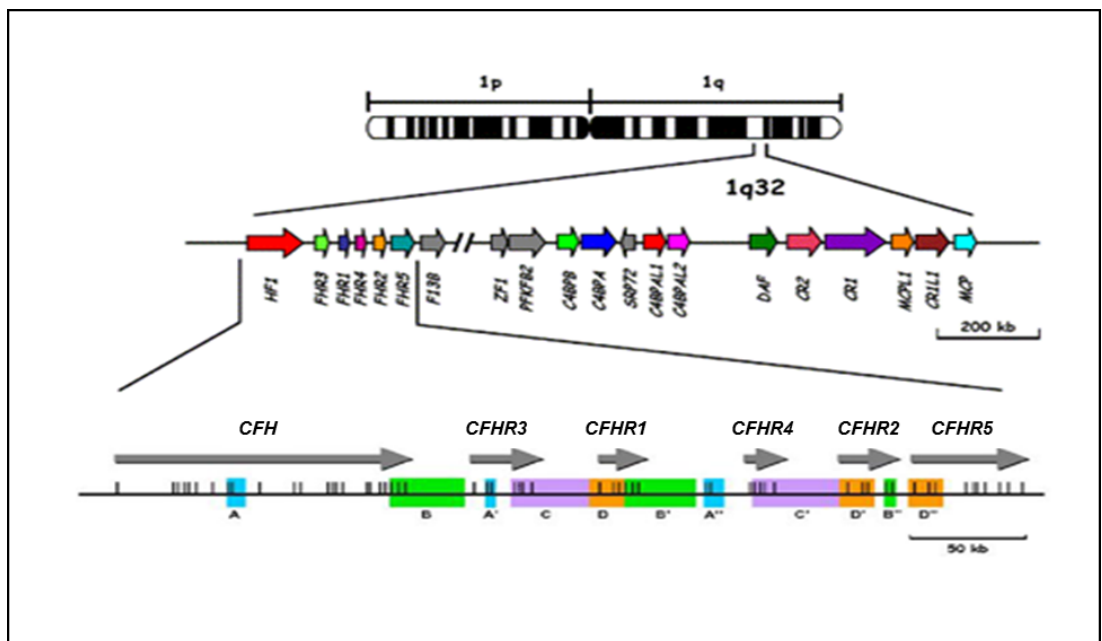 1p 1q
1q32
HF1 FHR3 FHR1 FHR4 FHR2 FHR5 F13B ZF1 PFKFB2 C4BPB C4BPA SRP72 C4BPAL1 C4BPAL2 DAF CR2 CR1 MCPL1 CR1L1 MCP
200 kb
CFH CFHR3 CFHR1 CFHR4 CFHR2 CFHR5
A B A' C D B' A'' C' D' B'' D''
50 kb